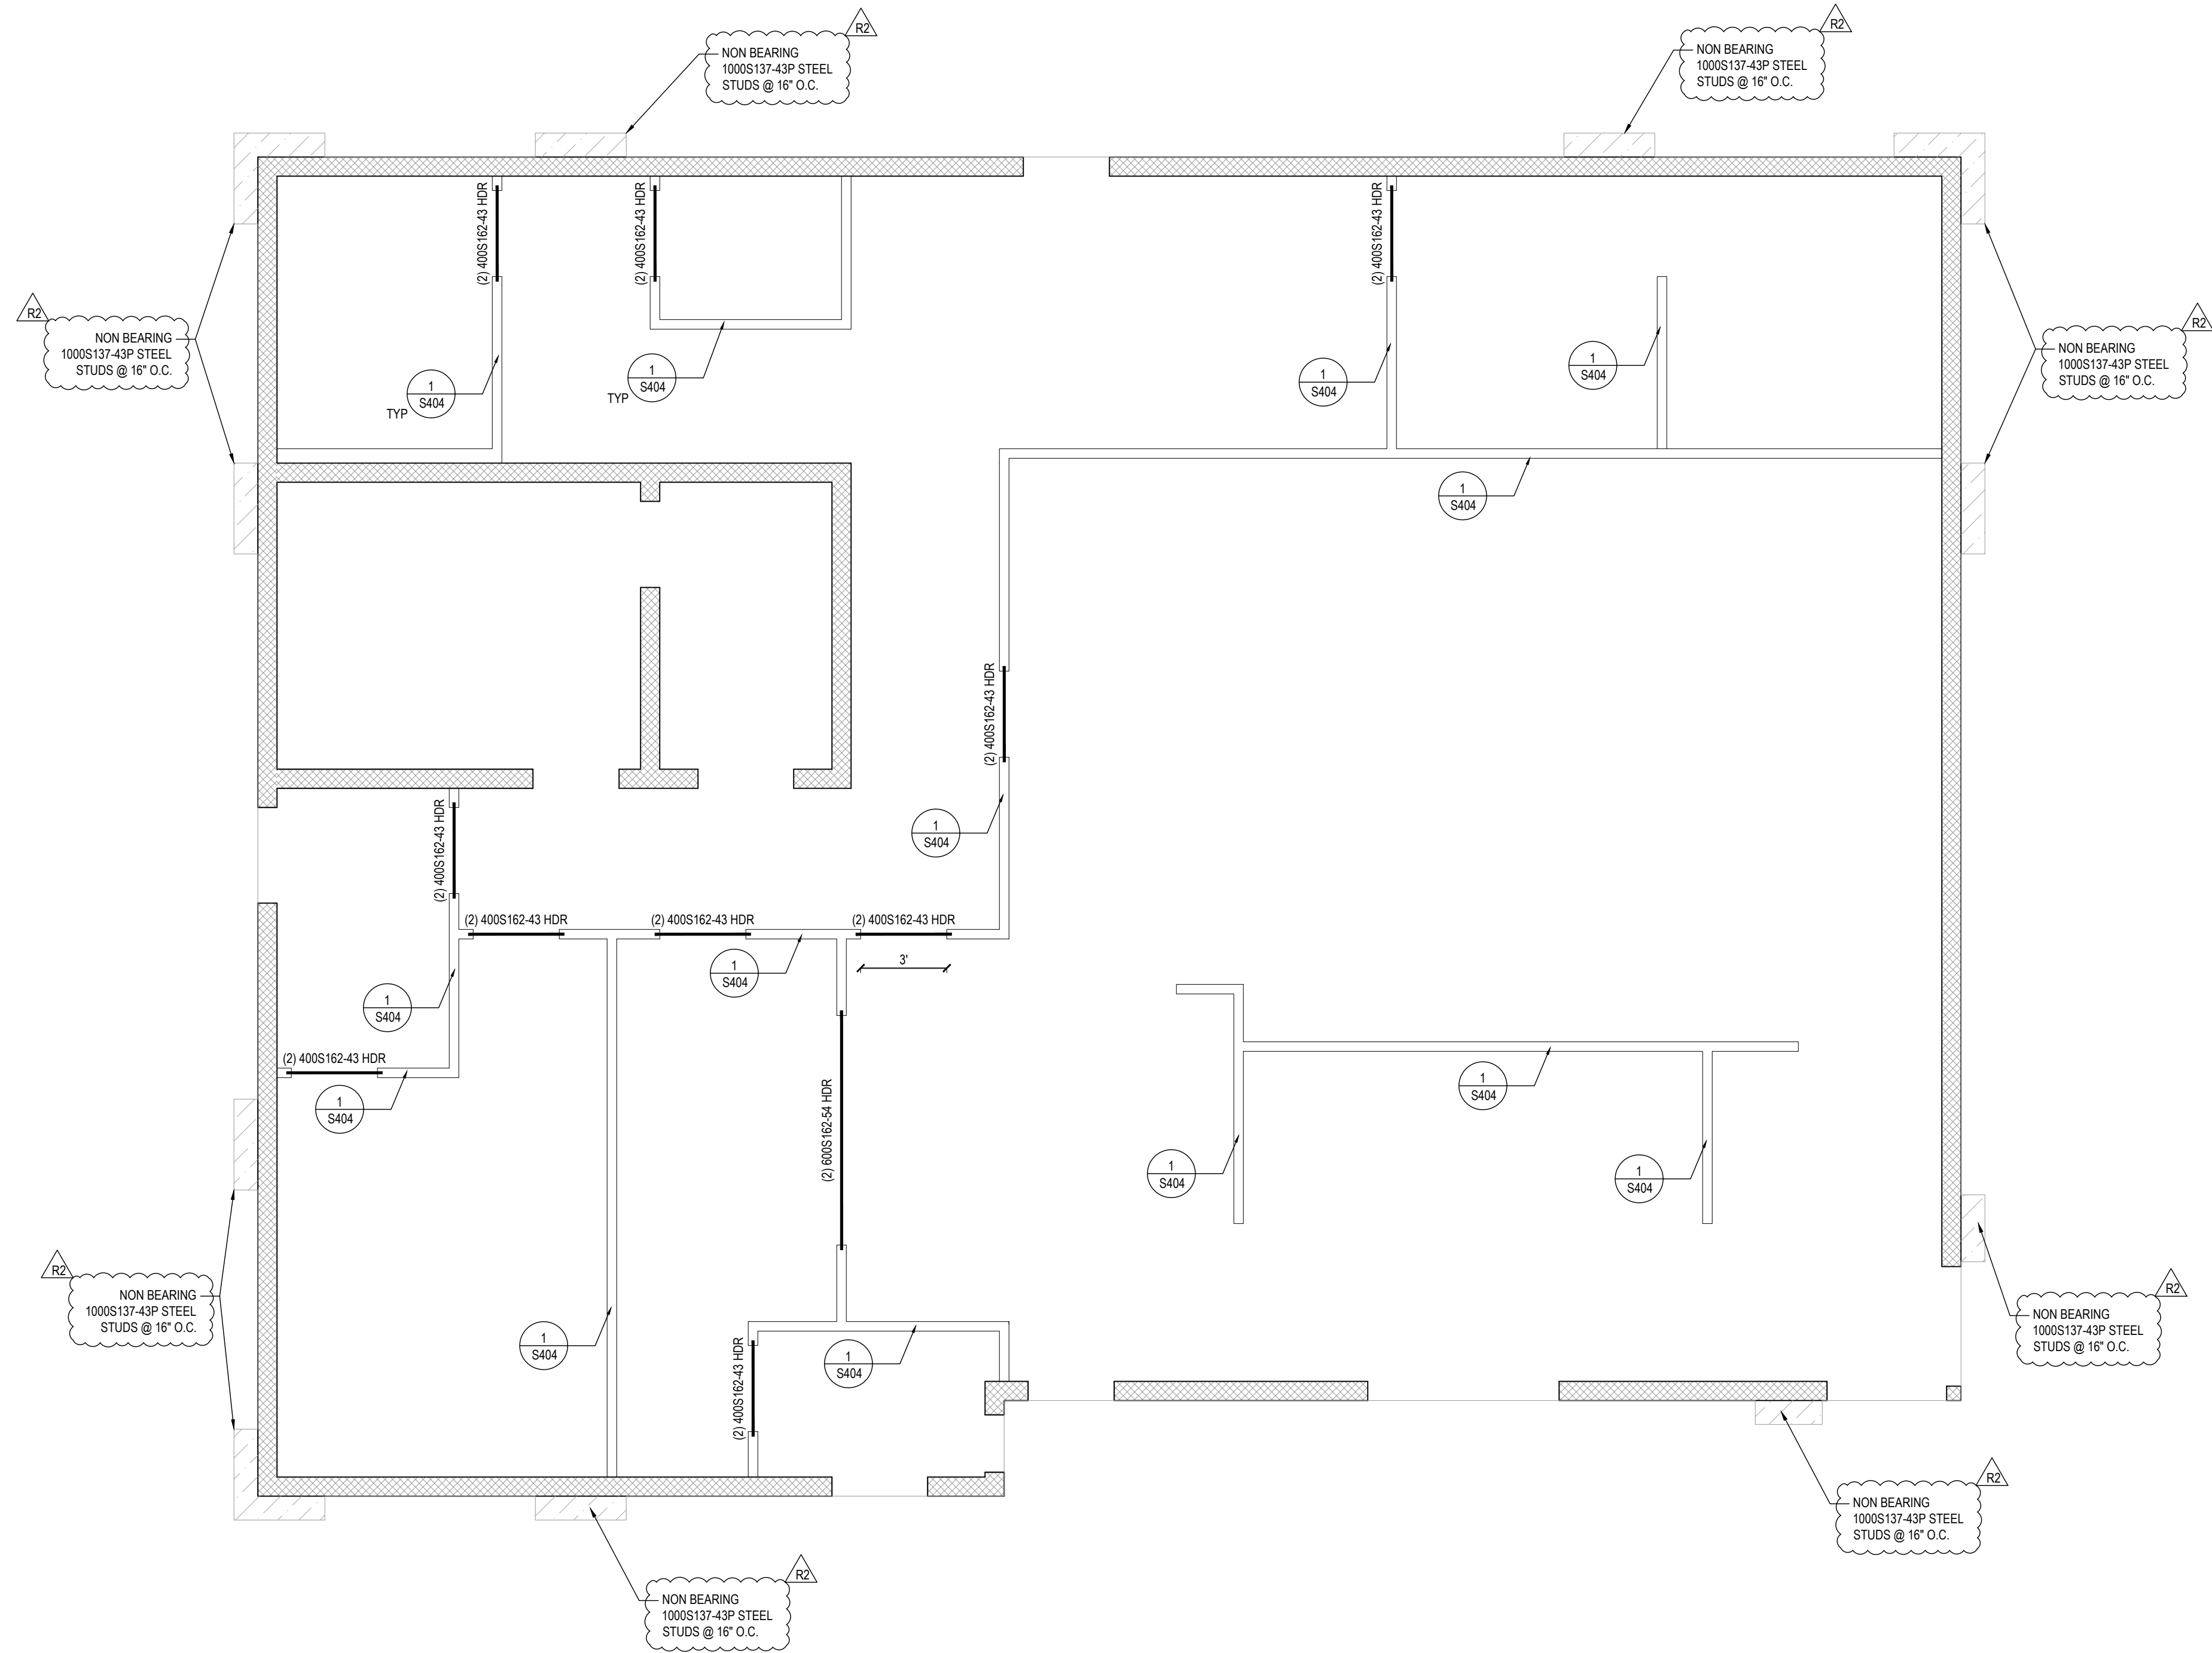 R2
NON BEARING
1000S137-43P STEEL
STUDS @ 16" O.C.
R2
NON BEARING
1000S137-43P STEEL
STUDS @ 16" O.C.
(2) 400S162-43 HDR
(2) 400S162-43 HDR
(2) 400S162-43 HDR
R2
NON BEARING
1000S137-43P STEEL
STUDS @ 16" O.C.
R2
NON BEARING
1000S137-43P STEEL
STUDS @ 16" O.C.
1
S404
TYP
1
S404
TYP
1
S404
1
S404
1
S404
(2) 400S162-43 HDR
1
S404
(2) 400S162-43 HDR
(2) 400S162-43 HDR
(2) 400S162-43 HDR
(2) 400S162-43 HDR
3'
1
S404
1
S404
(2) 400S162-43 HDR
1
S404
(2) 600S162-54 HDR
1
S404
1
S404
1
S404
R2
NON BEARING
1000S137-43P STEEL
STUDS @ 16" O.C.
R2
NON BEARING
1000S137-43P STEEL
STUDS @ 16" O.C.
1
S404
(2) 400S162-43 HDR
1
S404
R2
NON BEARING
1000S137-43P STEEL
STUDS @ 16" O.C.
R2
NON BEARING
1000S137-43P STEEL
STUDS @ 16" O.C.